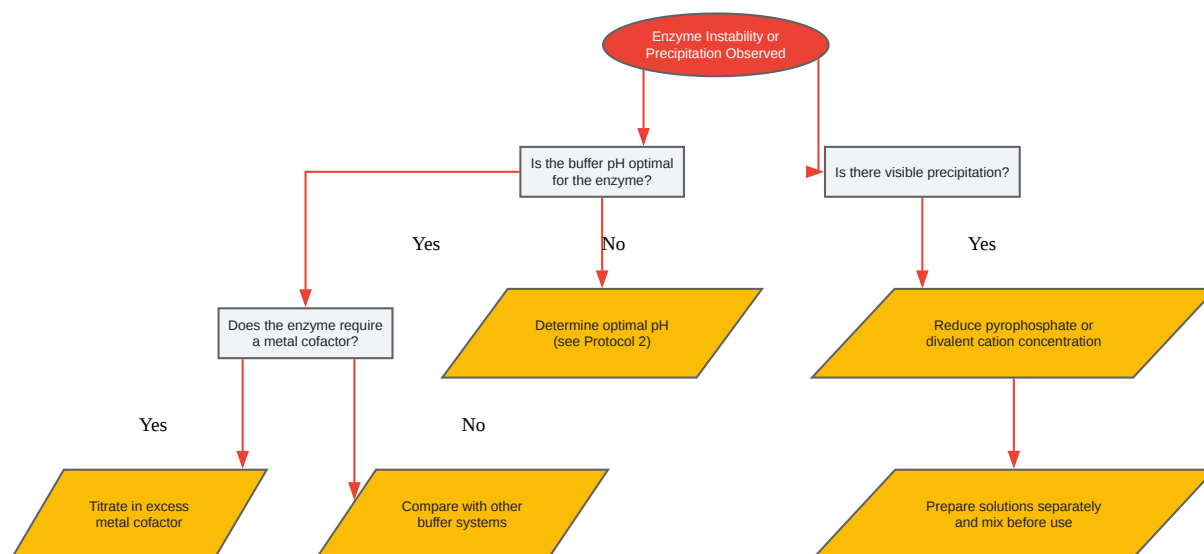 Enzyme Instability or
Precipitation Observed
Is the buffer pH optimal
for the enzyme?
Is there visible precipitation?
Yes
No
Yes
Does the enzyme require
a metal cofactor?
Determine optimal pH
(see Protocol 2)
Reduce pyrophosphate or
divalent cation concentration
Yes
No
Titrate in excess
metal cofactor
Compare with other
buffer systems
Prepare solutions separately
and mix before use